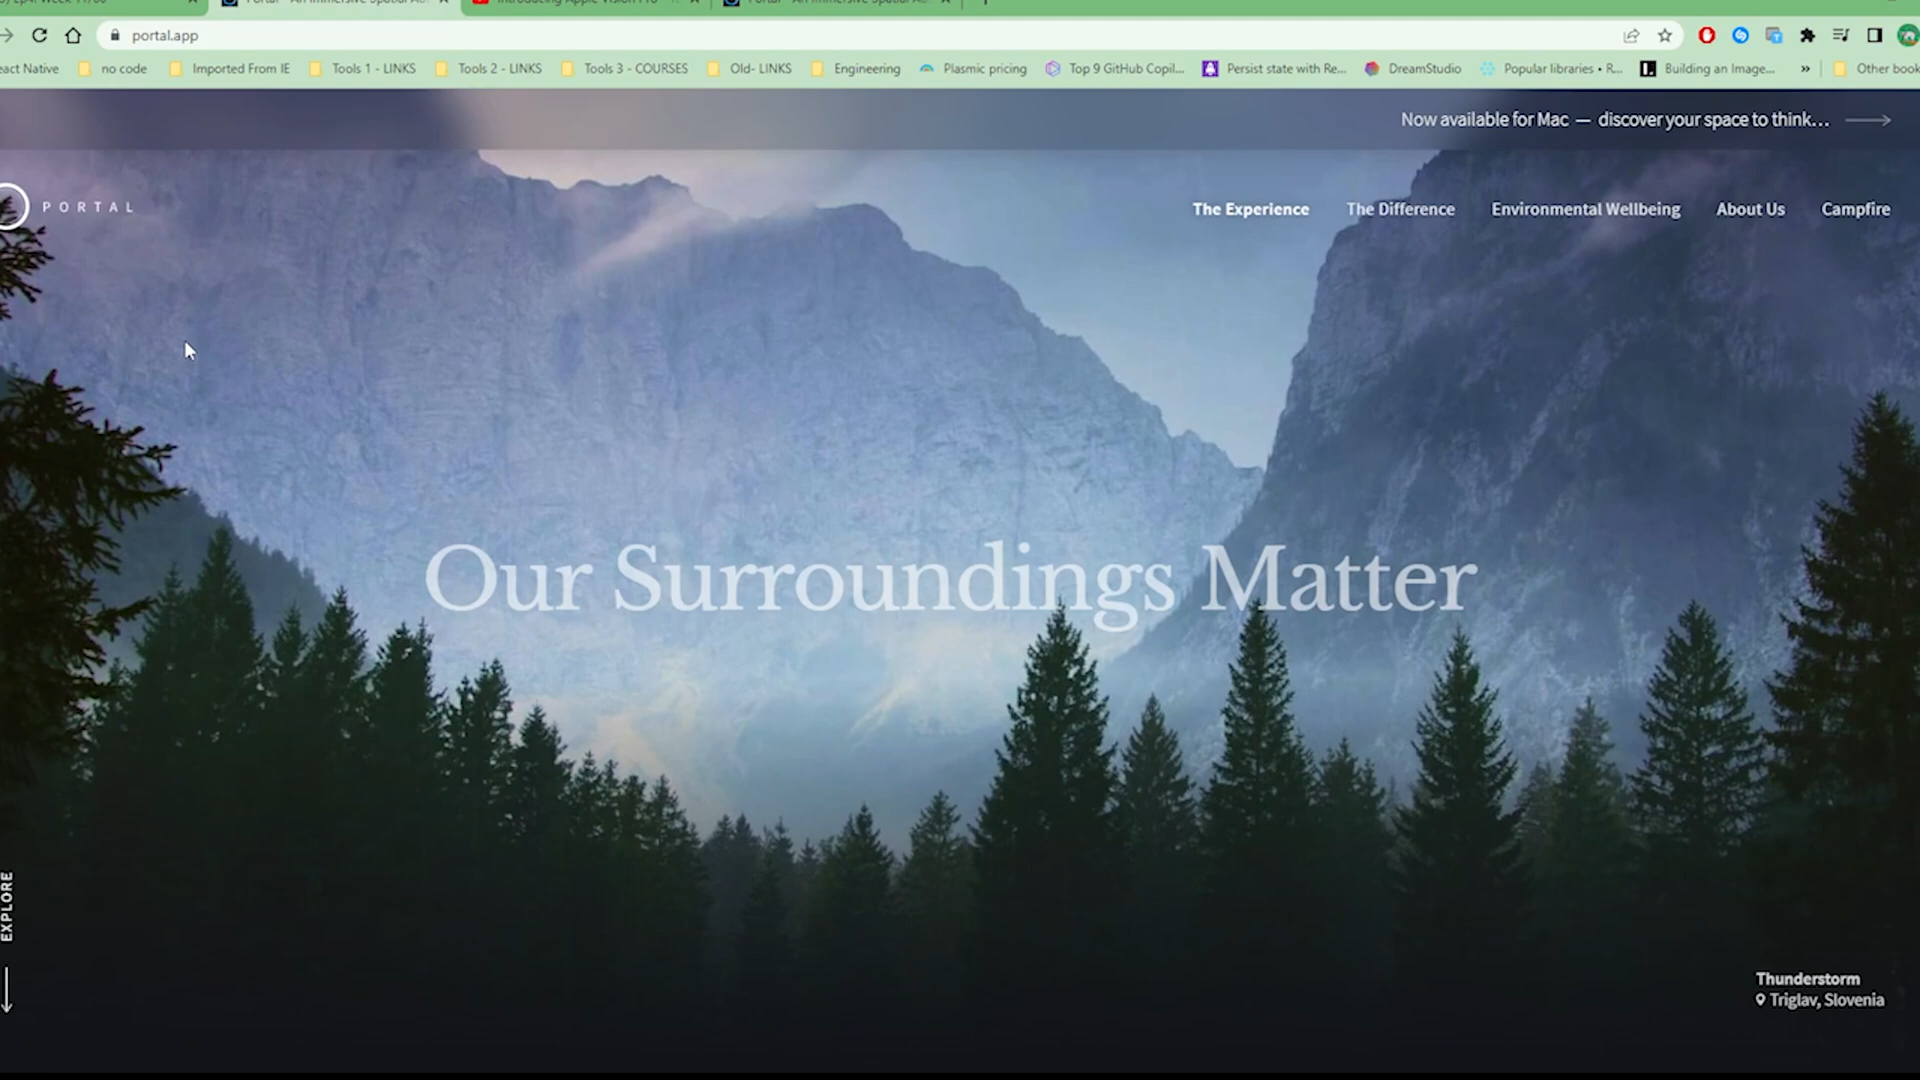 portal.app
act Native
no code
Imported From IE
Tools 1 - LINKS
Tools 2 - LINKS
Tools 3 - COURSES
Old- LINKS
Engineering
Plasmic pricing
Top 9 GitHub Copil...
Persist state with Re...
DreamStudio
Popular libraries • R...
Building an Image...
»
Other book
Now available for Mac — discover your space to think...
PORTAL
The Experience
The Difference
Environmental Wellbeing
About Us
Campfire
Our Surroundings Matter
EXPLORE
Thunderstorm
Triglav, Slovenia